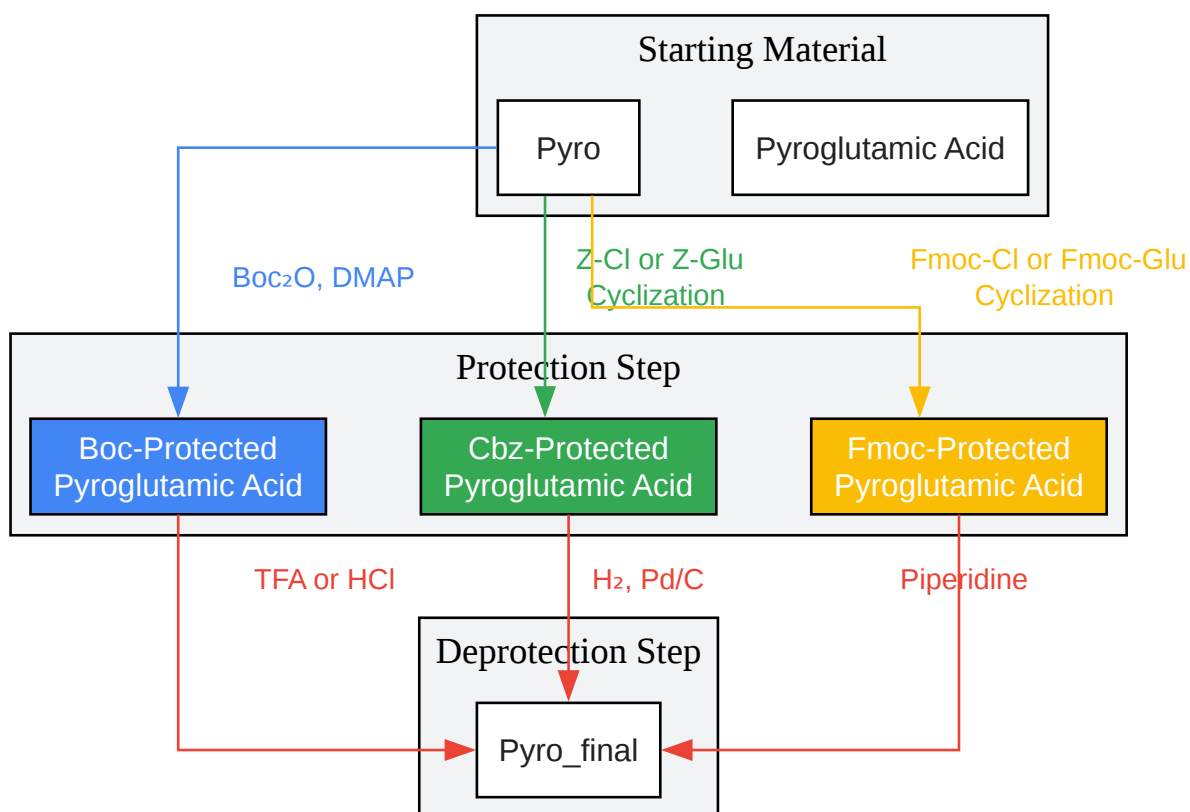 Starting Material
Pyro
Pyroglutamic Acid
Boc₂O, DMAP
Z-Cl or Z-Glu
Cyclization
Fmoc-Cl or Fmoc-Glu
Cyclization
Protection Step
Boc-Protected
Pyroglutamic Acid
Cbz-Protected
Pyroglutamic Acid
Fmoc-Protected
Pyroglutamic Acid
TFA or HCl
H₂, Pd/C
Piperidine
Deprotection Step
Pyro_final